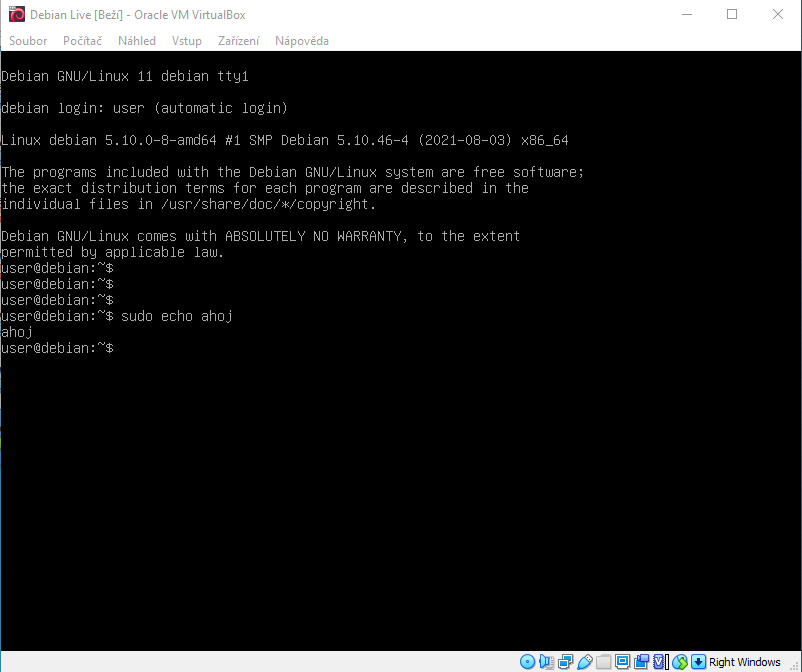 Debian Live [Beží] - Oracle VM VirtualBox
Soubor Počítač Náhled Vstup Zařízení Nápověda
Debian GNU/Linux 11 debian tty1
debian login: user (automatic login)
Linux debian 5.10.0-8-amd64 #1 SMP Debian 5.10.46-4 (2021-08-03) x86_64
The programs included with the Debian GNU/Linux system are free software;
the exact distribution terms for each program are described in the
individual files in /usr/share/doc/*/copyright.
Debian GNU/Linux comes with ABSOLUTELY NO WARRANTY, to the extent
permitted by applicable law.
user@debian:~$
user@debian:~$
user@debian:~$
user@debian:~$ sudo echo ahoj
ahoj
user@debian:~$
Right Windows